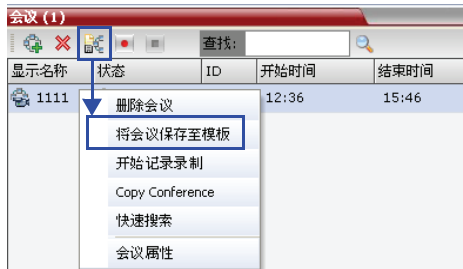 会议 (1)
查找:
显示名称 状态 ID 开始时间 结束时间
1111 12:36 15:46
删除会议
将会议保存至模板
开始记录录制
Copy Conference
快速搜索
会议属性